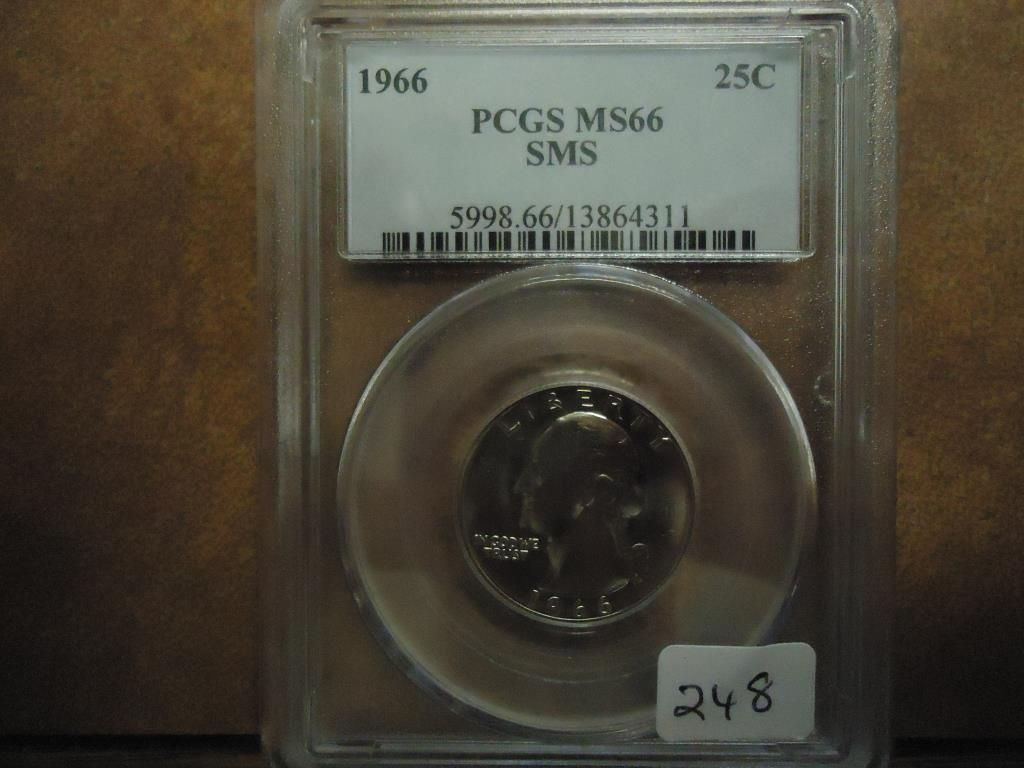 1966 25C
PCGS MS66
SMS
5998.66/13864311
LIBERTY
IN GOD WE
TRUST
1966
248